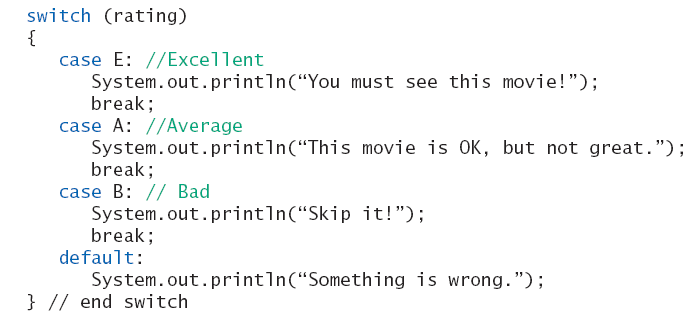 switch (rating)
{
case E: //Excellent
System.out.println(“You must see this movie!”);
break;
case A: //Average
System.out.println(“This movie is OK, but not great.”);
break;
case B: // Bad
System.out.println(“Skip it!”);
break;
default:
System.out.println(“Something is wrong.”);
} // end switch